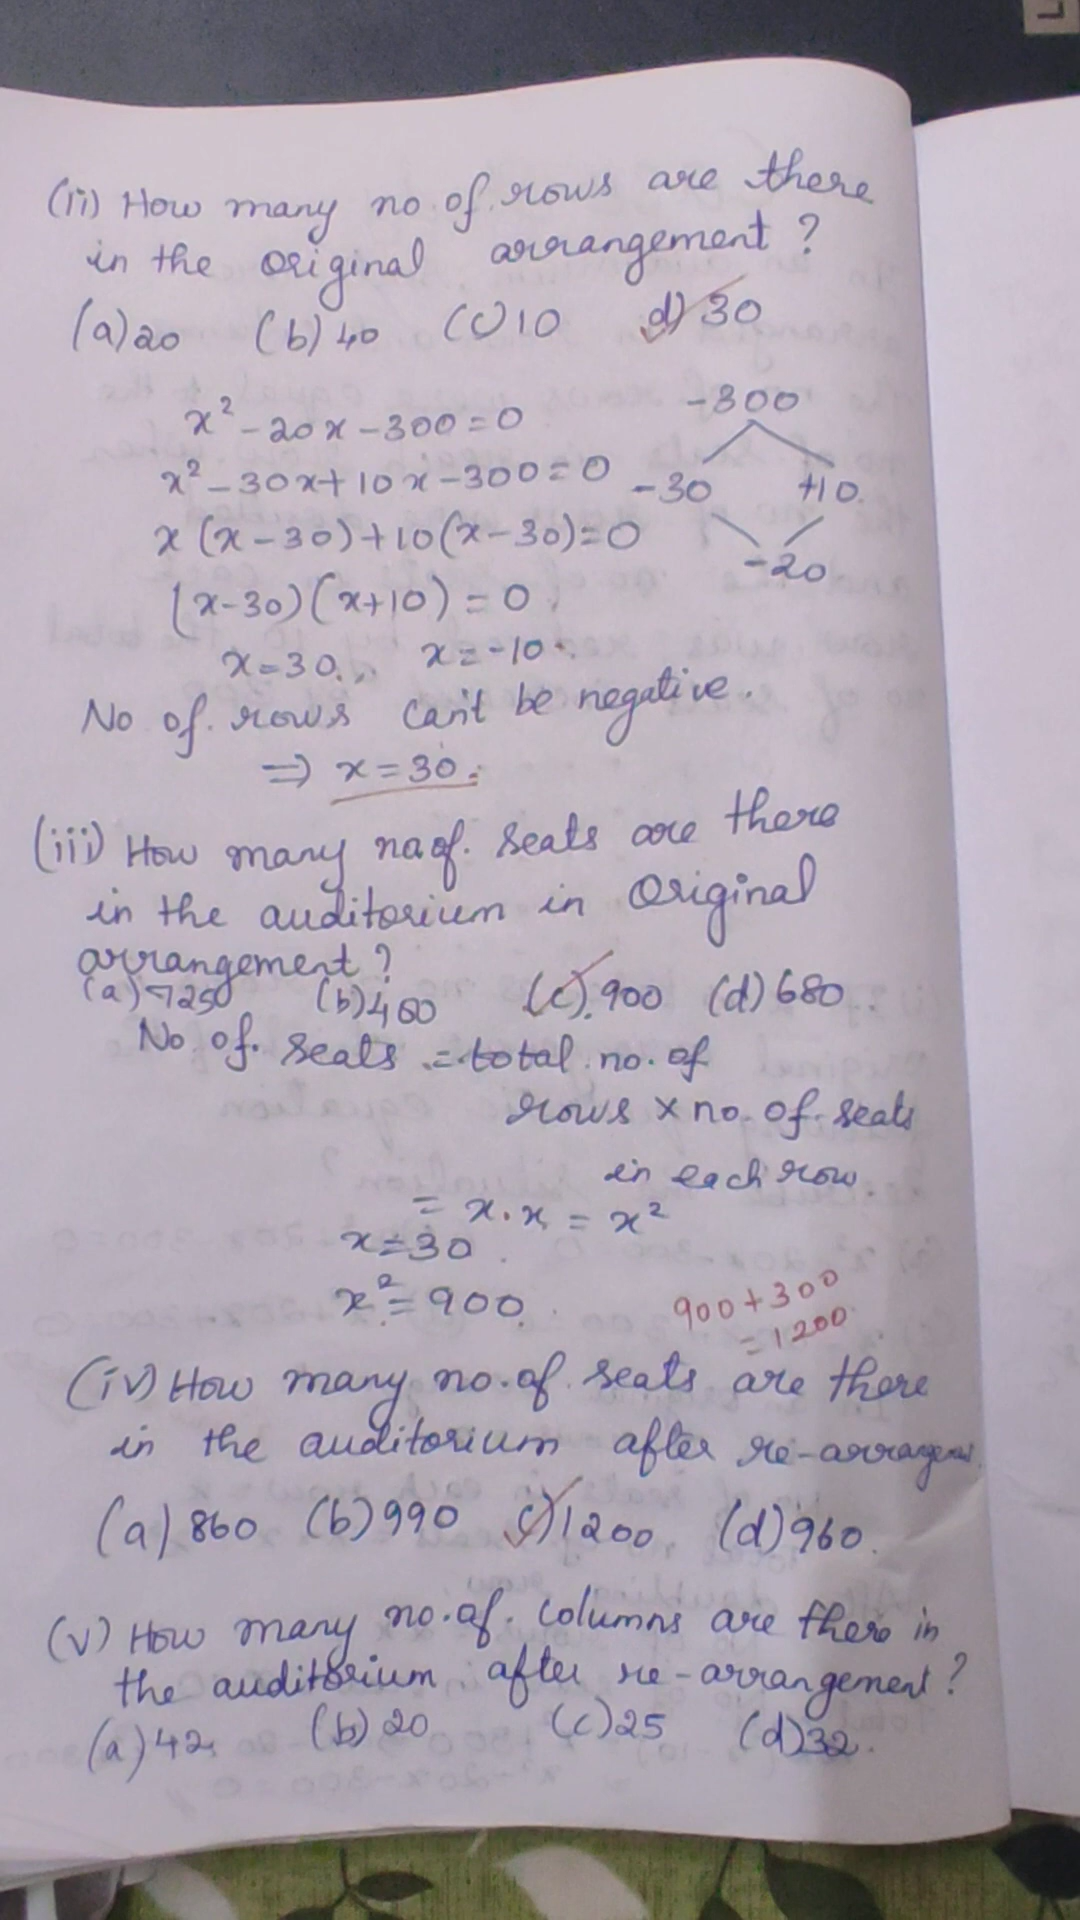 (ii) How many no of rows are there
in the original arrangement?
(a) 20 (b) 40 (c) 10 (d) 30
x² - 20x - 300 = 0
-300
x² - 30x + 10x - 300 = 0
-30 +10
x (x - 30) + 10 (x - 30) = 0
-20
(x - 30) (x + 10) = 0
x = 30. x = -10.
No of. rows can't be negative.
⇒ x = 30.
(iii) How many no of. seats are there
in the auditorium in original
arrangement?
(a) 7250 (b) 460 (c) 900 (d) 680
No of. seats = total no. of
rows × no. of. seats
in each row
= x . x = x²
x = 30
x² = 900
900 + 300
= 1200
(iv) How many no. of. seats are there
in the auditorium after
(a) 860 (b) 990 (c) 1200 (d) 960.
(v) How many no. of. columns are there in
the auditorium after re-arrangement?
(a) 42 (b) 20 (c) 25 (d) 32.